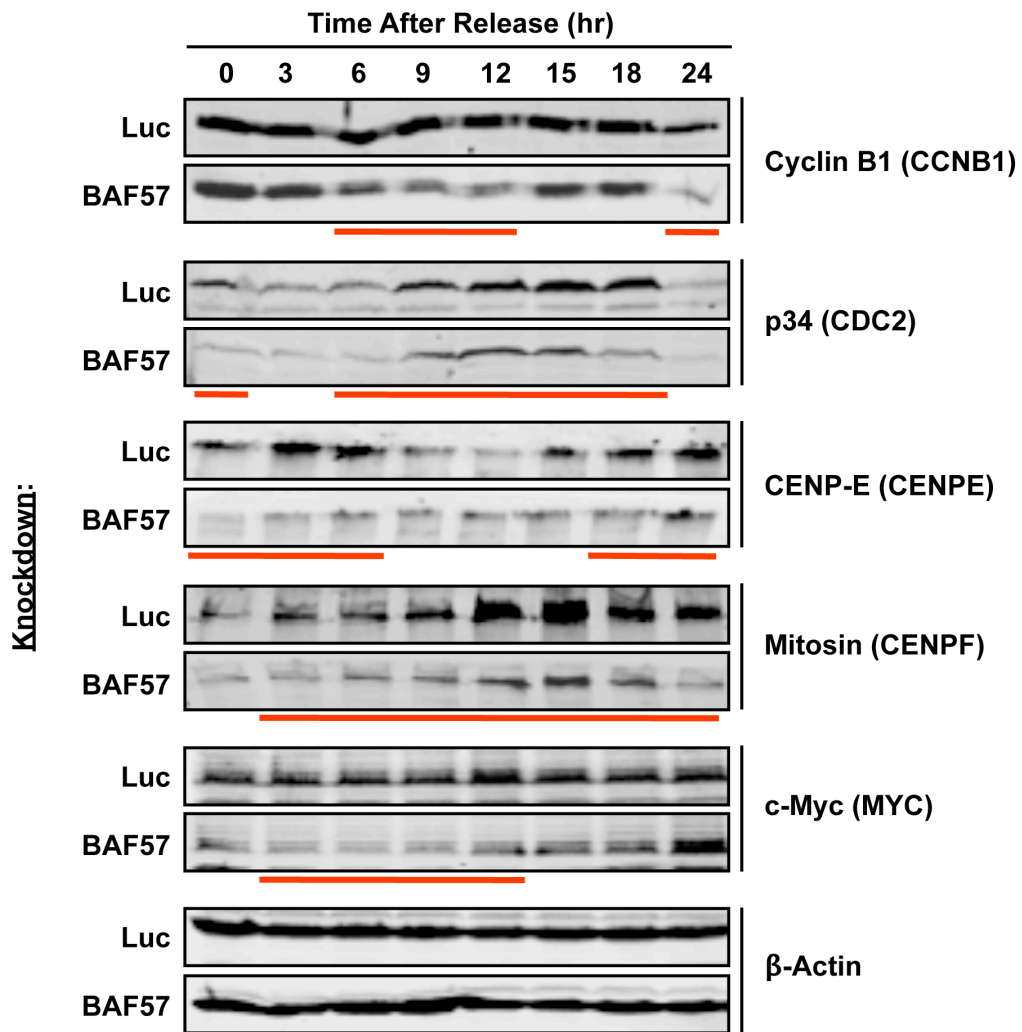 Time After Release (hr)
0 3 6 9 12 15 18 24
Luc
Cyclin B1 (CCNB1)
BAF57
Luc
p34 (CDC2)
BAF57
Luc
CENP-E (CENPE)
BAF57
Knockdown:
Luc
Mitosin (CENPF)
BAF57
Luc
c-Myc (MYC)
BAF57
Luc
β-Actin
BAF57